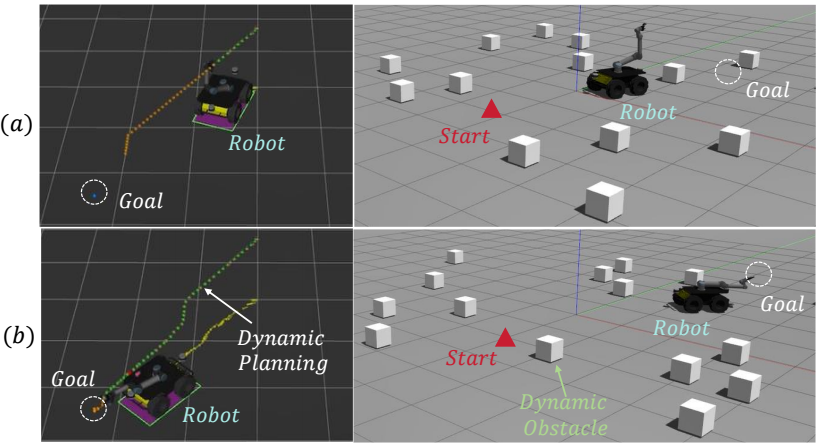 (a)
Robot
Goal
Start
Robot
Goal
(b)
Dynamic
Planning
Goal
Robot
Start
Robot
Goal
Dynamic
Obstacle